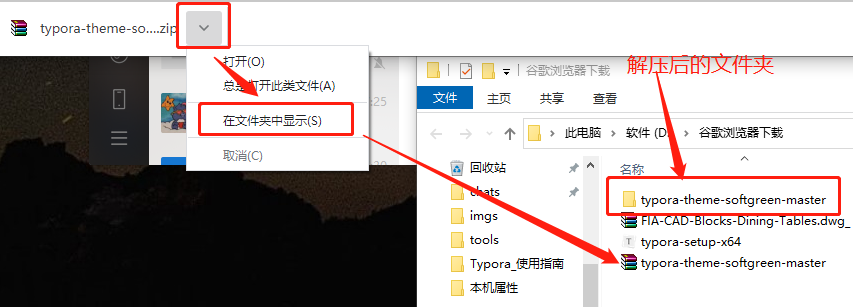 typora-theme-so....zip
打开(O)
总是打开此类文件(A)
在文件夹中显示(S)
取消(C)
:25
谷歌浏览器下载
解压后的文件夹
文件
主页
共享
查看
此电脑 › 软件 (D:) › 谷歌浏览器下载
回收站
chats
imgs
tools
Typora_使用指南
本机属性
名称
typora-theme-softgreen-master
FIA-CAD-Blocks-Dining-Tables.dwg_
typora-setup-x64
typora-theme-softgreen-master